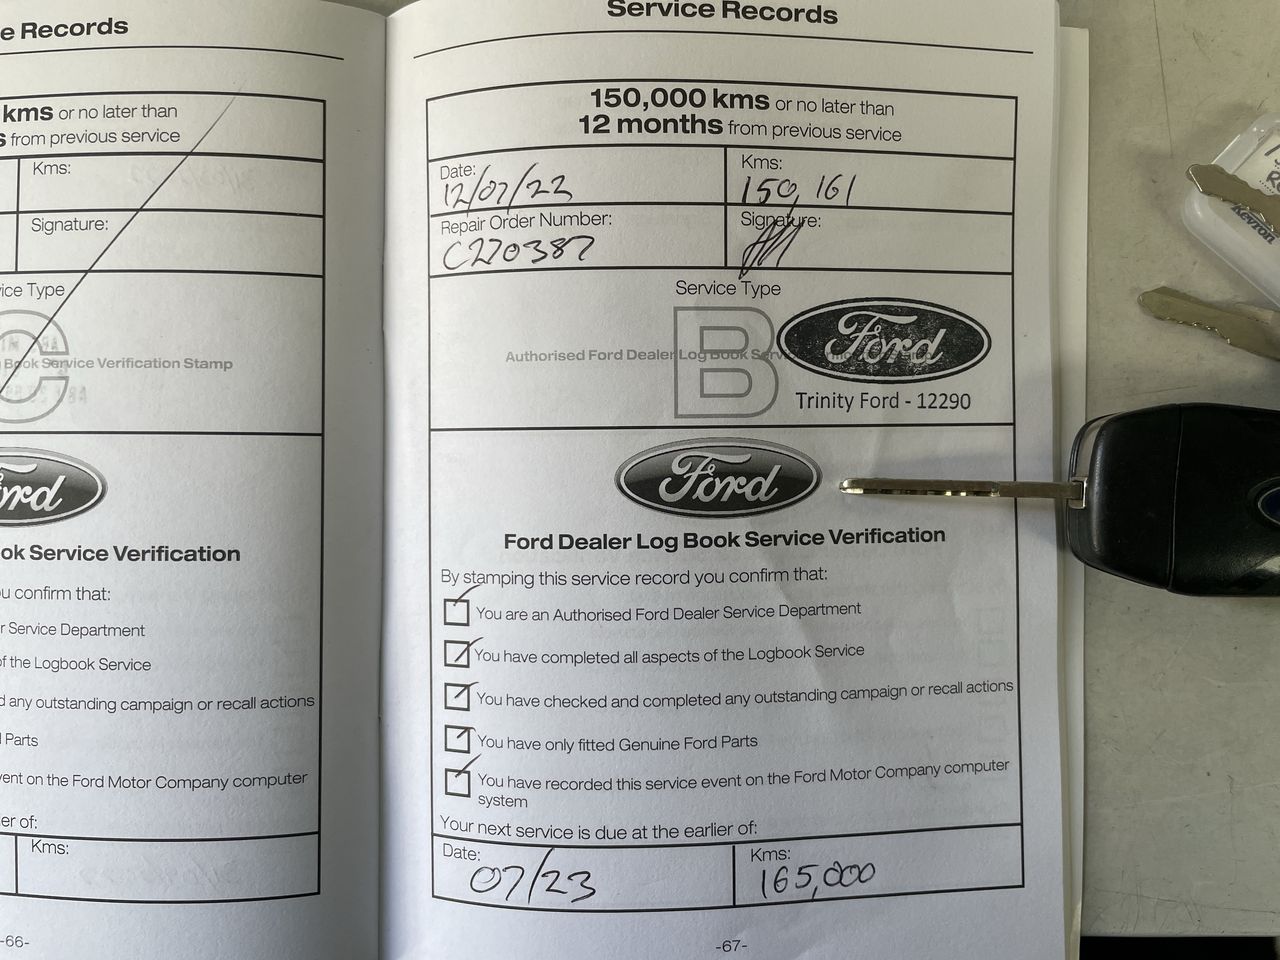 e Records
kms or no later than
s from previous service
Kms:
Signature:
ice Type
C
Book Service Verification Stamp
ord
ok Service Verification
u confirm that:
r Service Department
of the Logbook Service
d any outstanding campaign or recall actions
l Parts
vent on the Ford Motor Company computer
er of:
Kms:
-66-
Service Records
150,000 kms or no later than
12 months from previous service
Date:
12/07/22
Kms:
150,161
Repair Order Number:
C270387
Signature:
Service Type
B
Authorised Ford Dealer Log Book
Ford
Trinity Ford - 12290
Ford
Ford Dealer Log Book Service Verification
By stamping this service record you confirm that:
You are an Authorised Ford Dealer Service Department
You have completed all aspects of the Logbook Service
You have checked and completed any outstanding campaign or recall actions
You have only fitted Genuine Ford Parts
You have recorded this service event on the Ford Motor Company computer
system
Your next service is due at the earlier of:
Date:
07/23
Kms:
165,000
-67-
Kevron